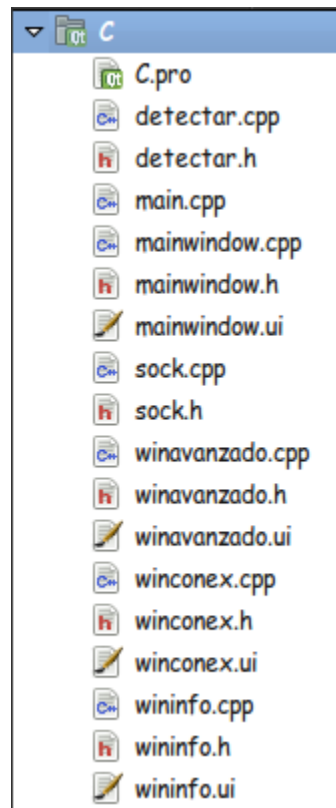 C
C.pro
detectar.cpp
detectar.h
main.cpp
mainwindow.cpp
mainwindow.h
mainwindow.ui
sock.cpp
sock.h
winavanzado.cpp
winavanzado.h
winavanzado.ui
winconex.cpp
winconex.h
winconex.ui
wininfo.cpp
wininfo.h
wininfo.ui